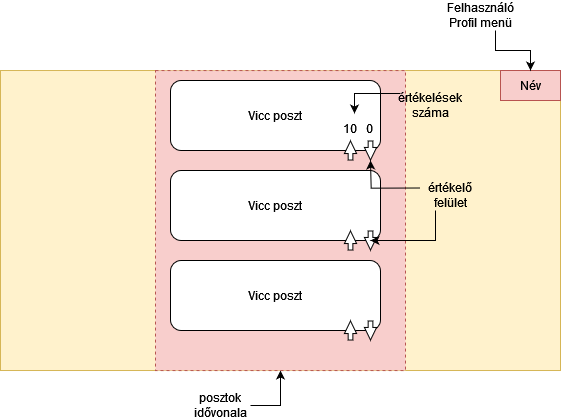 Felhasználó
Profil menü
Név
Vicc poszt
értékelések
száma
10 0
Vicc poszt
értékelő
felület
Vicc poszt
posztok
idővonala